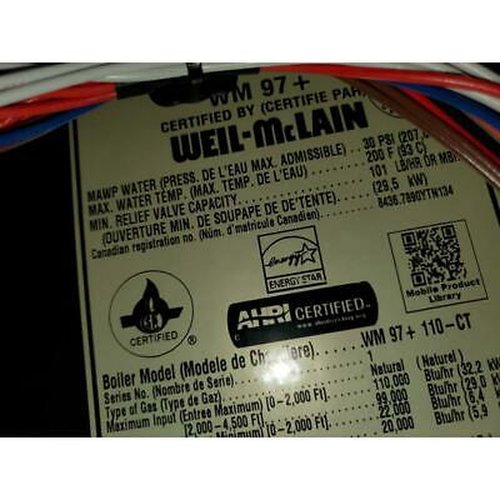 WM 97+
CERTIFIED BY (CERTIFIE PAR)
WEIL-McLAIN
MAWP WATER (PRESS. DE L'EAU MAX. ADMISSIBLE) 30 PSI
MAX. WATER TEMP. (MAX. TEMP. DE L'EAU) 200 F (93 C)
MIN. RELIEF VALVE CAPACITY 101 LB/HR OR
(OUVERTURE MIN. DE SOUPAPE DE DE'TENTE) (29,5 kW)
Canadian registration no. (Núm. d'matricule Canadien) 8436.7890YTN134
energy
ENERGY STAR
Mobile Product
Library
CERTIFIED
®
AHRI CERTIFIED
Boiler Model (Modele de WM 97+ 110-CT
Series No. (Nombre de Serie) 1
Type of Gas (Type de Gaz) Natural (Natural)
Maximum Input (Entree Maximum) [0-2,000 Ft] 110,000 Btu/hr (32,2
[2,000-4,500 Ft] 99,000 Btu/hr (29,0
[0-2,000 Ft] 22,000 Btu/hr (6,4
20,000 Btu/hr (5,9